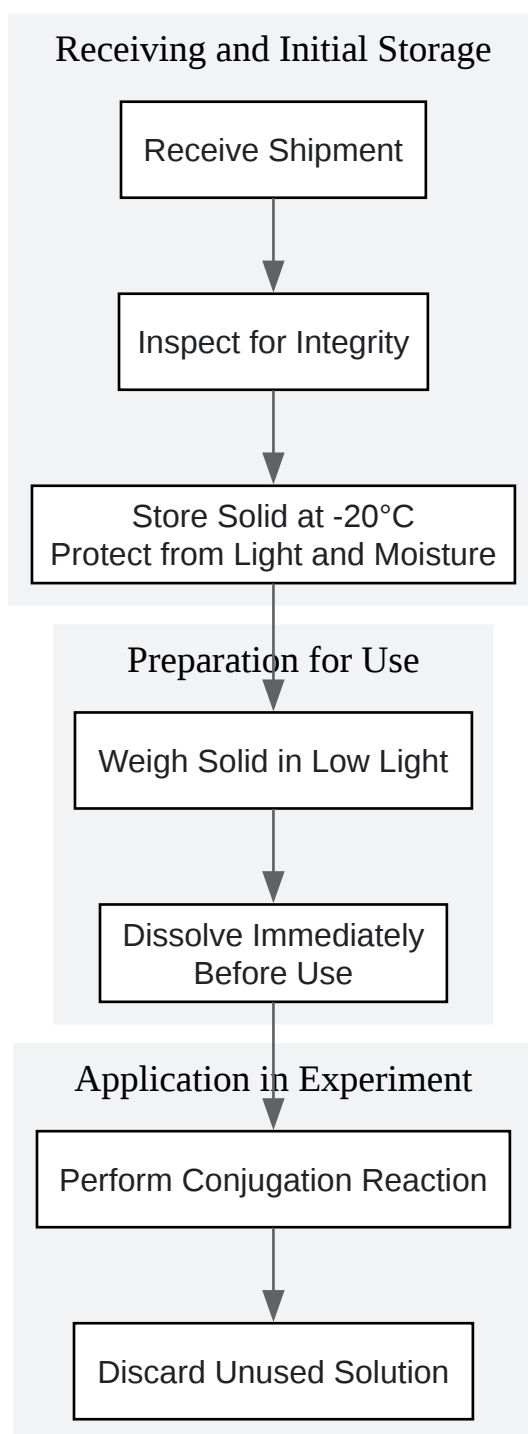 Receiving and Initial Storage
Receive Shipment
Inspect for Integrity
Store Solid at -20°C
Protect from Light and Moisture
Preparation for Use
Weigh Solid in Low Light
Dissolve Immediately
Before Use
Application in Experiment
Perform Conjugation Reaction
Discard Unused Solution